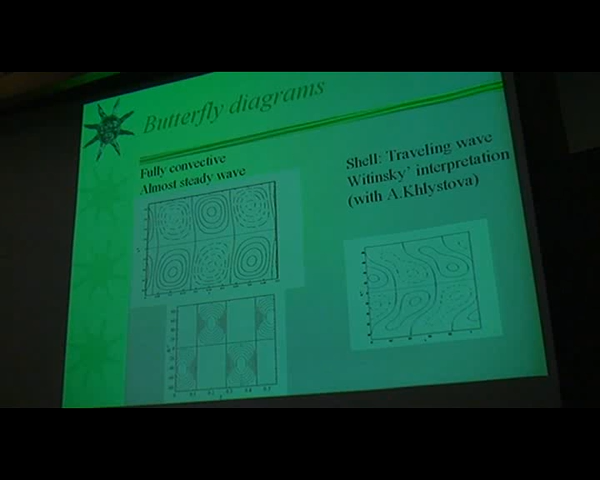 Butterfly diagrams
Fully convective
Almost steady wave
Shell: Traveling wave
Witinsky' interpretation
(with A.Khlystova)